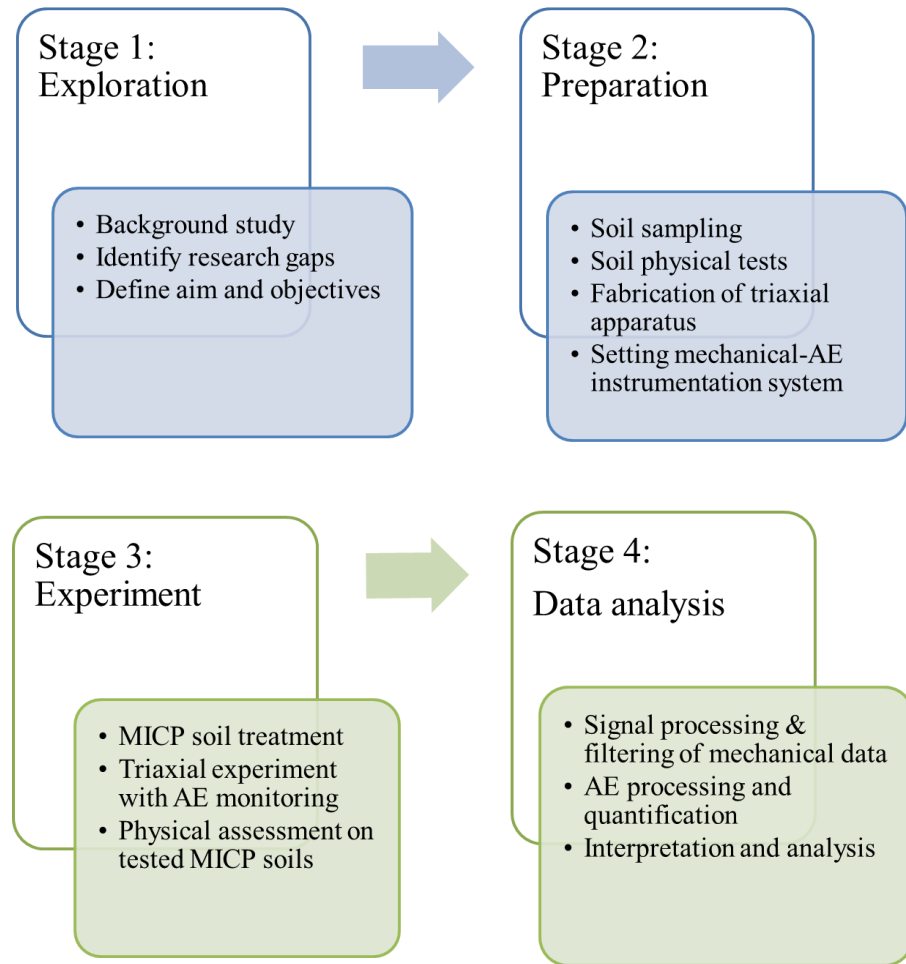 Stage 1:
Exploration
• Background study
• Identify research gaps
• Define aim and objectives
Stage 2:
Preparation
• Soil sampling
• Soil physical tests
• Fabrication of triaxial
apparatus
• Setting mechanical-AE
instrumentation system
Stage 3:
Experiment
• MICP soil treatment
• Triaxial experiment
with AE monitoring
• Physical assessment on
tested MICP soils
Stage 4:
Data analysis
• Signal processing &
filtering of mechanical data
• AE processing and
quantification
• Interpretation and analysis